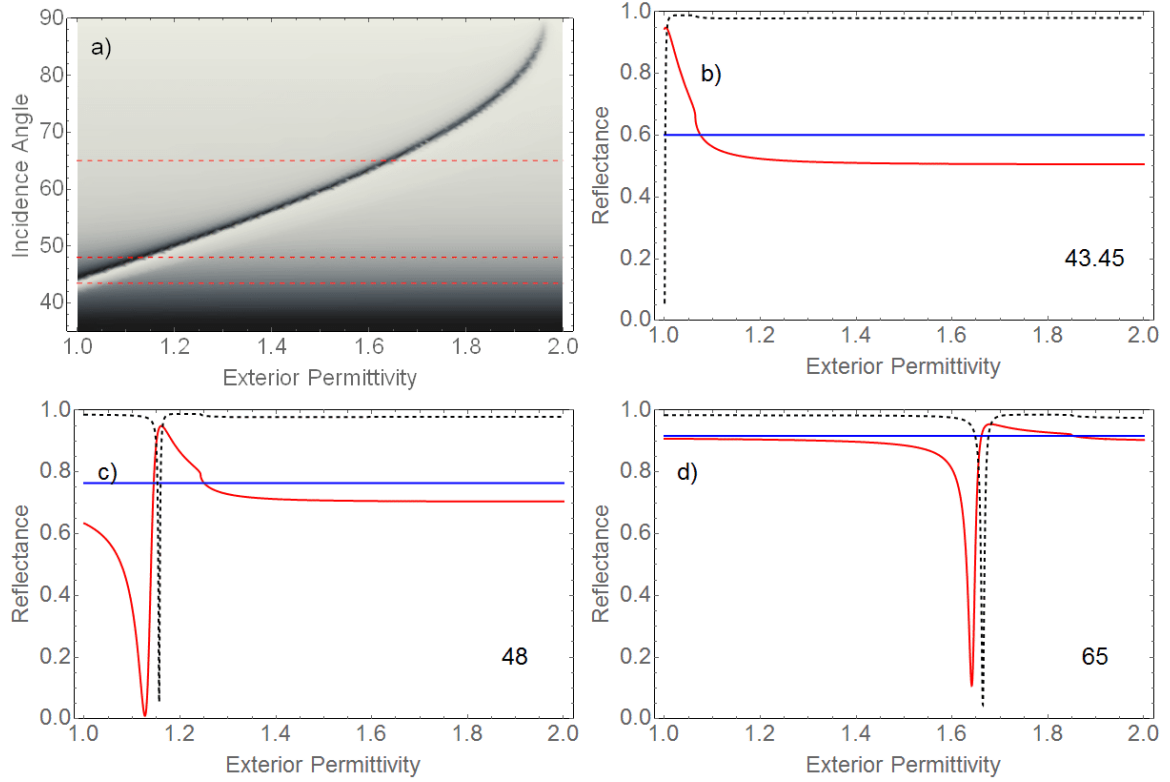 a)
90
80
70
60
50
40
Incidence Angle
1.0 1.2 1.4 1.6 1.8 2.0
Exterior Permittivity
b)
1.0
0.8
0.6
0.4
0.2
0.0
Reflectance
43.45
1.0 1.2 1.4 1.6 1.8 2.0
Exterior Permittivity
c)
1.0
0.8
0.6
0.4
0.2
0.0
Reflectance
48
1.0 1.2 1.4 1.6 1.8 2.0
Exterior Permittivity
d)
1.0
0.8
0.6
0.4
0.2
0.0
Reflectance
65
1.0 1.2 1.4 1.6 1.8 2.0
Exterior Permittivity